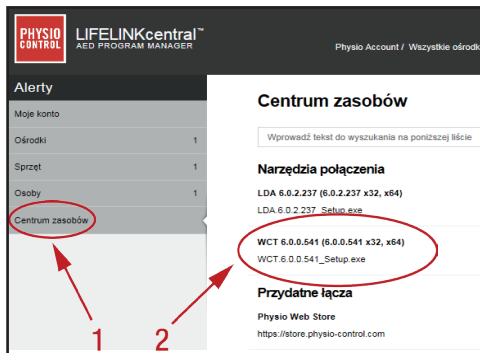 PHYSIO
CONTROL
LIFELINKcentral™
AED PROGRAM MANAGER
Physio Account / Wszystkie ośrodk
Alerty
Moje konto
Ośrodki 1
Sprzęt 1
Osoby 1
Centrum zasobów
Centrum zasobów
Wprowadź tekst do wyszukania na poniższej liście
Narzędzia połączenia
LDA 6.0.2.237 (6.0.2.237 x32, x64)
LDA.6.0.2.237_Setup.exe
WCT 6.0.0.541 (6.0.0.541 x32, x64)
WCT.6.0.0.541_Setup.exe
Przydatne łącza
Physio Web Store
https://store.physio-control.com
1
2